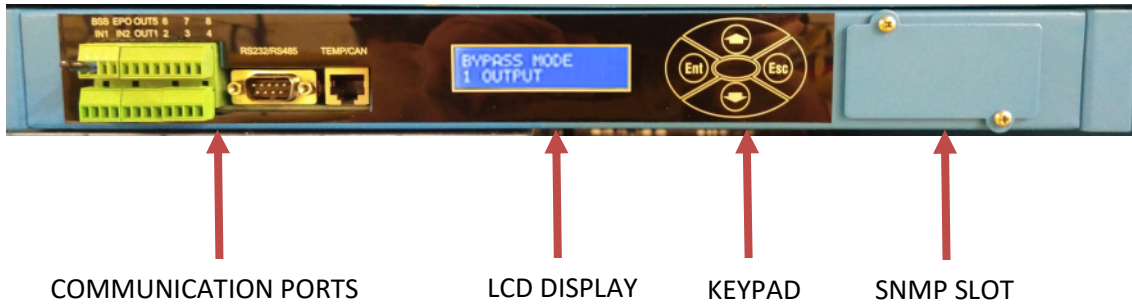 BSS EPO OUT5 6 7 8
IN1 IN2 OUT1 2 3 4
RS232/RS485
TEMP/CAN
BYPASS MODE
1 OUTPUT
Ent
Esc
COMMUNICATION PORTS
LCD DISPLAY
KEYPAD
SNMP SLOT